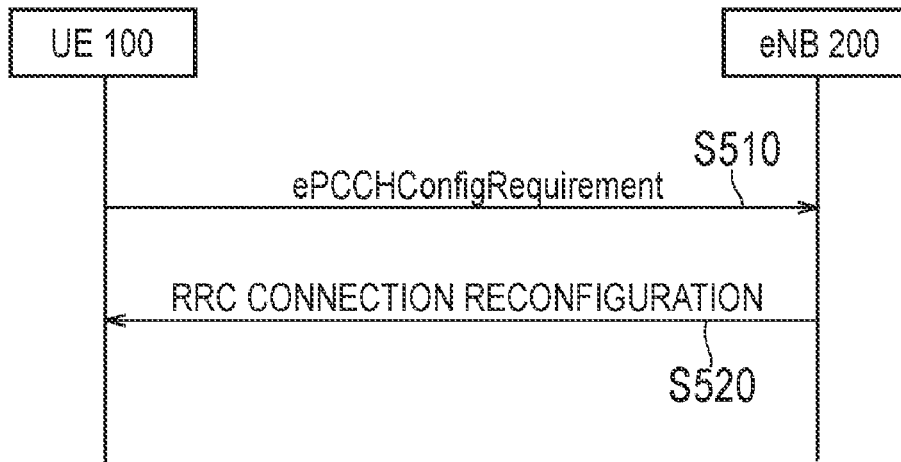 UE 100
eNB 200
S510
ePCCHConfigRequirement
RRC CONNECTION RECONFIGURATION
S520